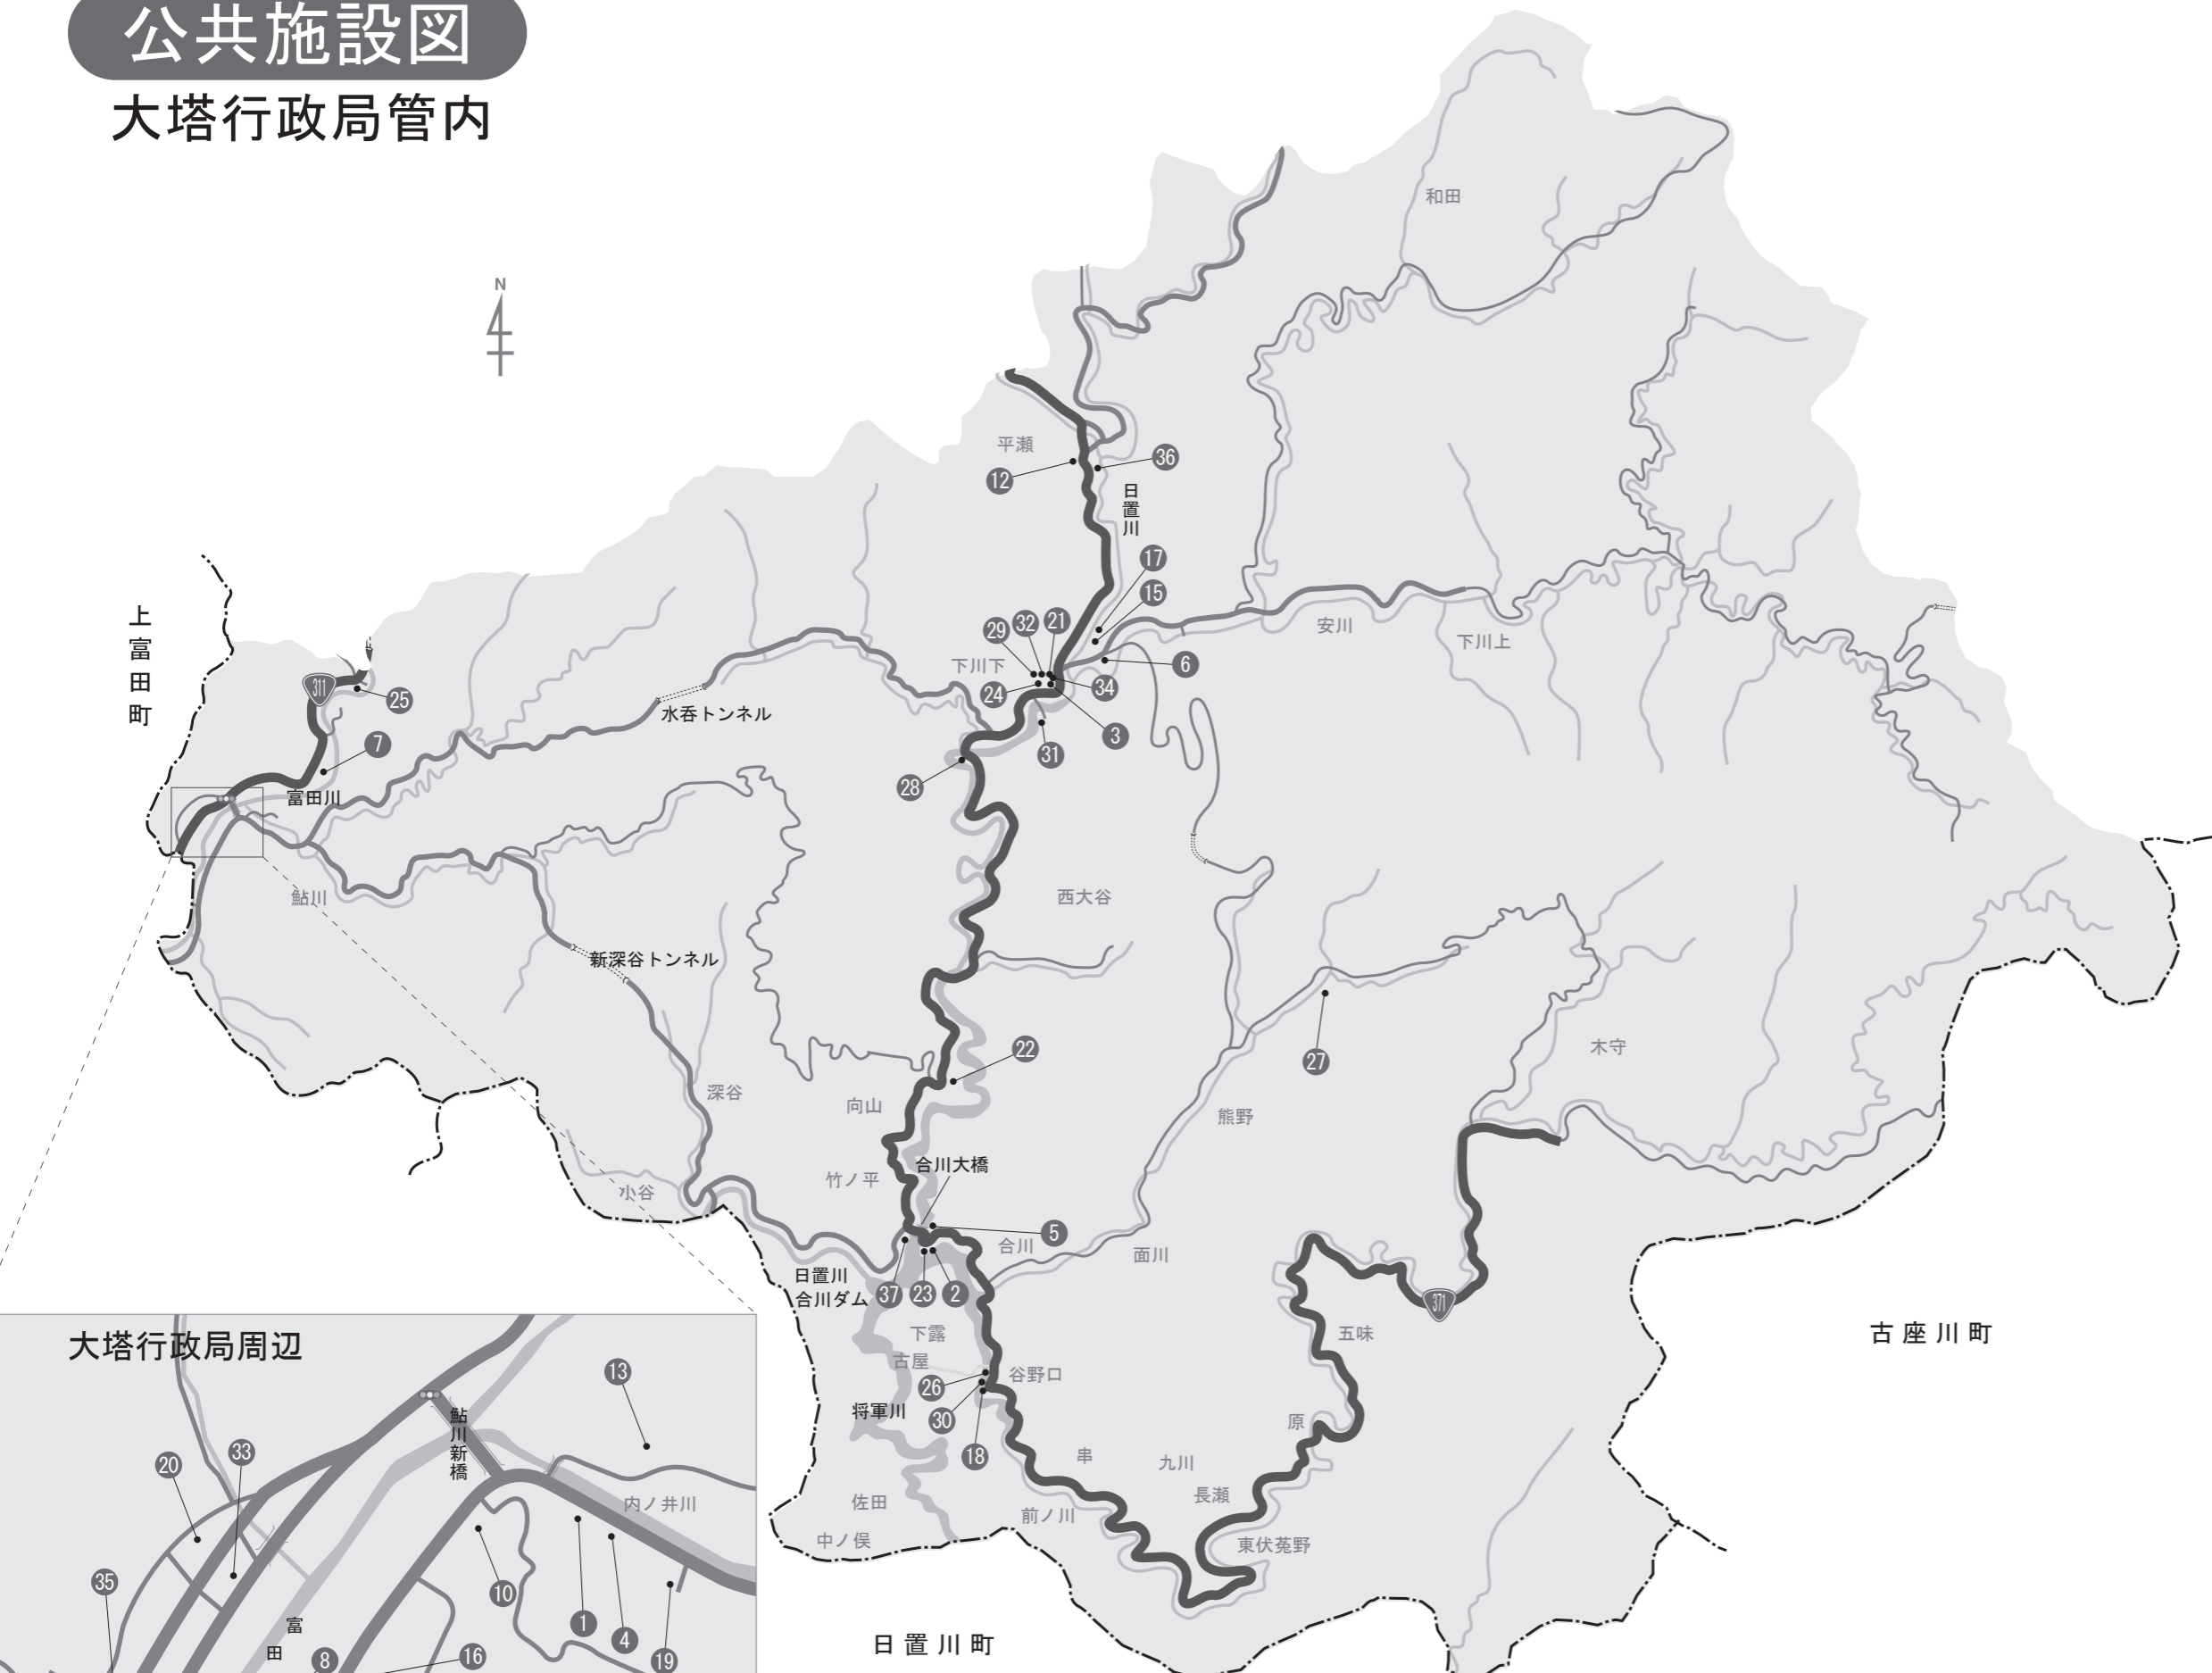 公共施設図
大塔行政局管内
N
和田
平瀬
12
36
日置川
17
15
29
32
21
下川下
24
6
34
3
31
28
安川
下川上
上富田町
311
25
7
水呑トンネル
富田川
鮎川
新深谷トンネル
西大谷
22
27
木守
深谷
向山
熊野
合川大橋
竹ノ平
小谷
5
合川
面川
日置川
合川ダム
37
23
2
371
五味
古座川町
下露
古屋
谷野口
26
将軍川
30
18
原
串
九川
長瀬
佐田
前ノ川
中ノ俣
東伏菟野
日置川町
大塔行政局周辺
13
鮎川新橋
20
33
内ノ井川
35
10
1
4
19
富田
8
16